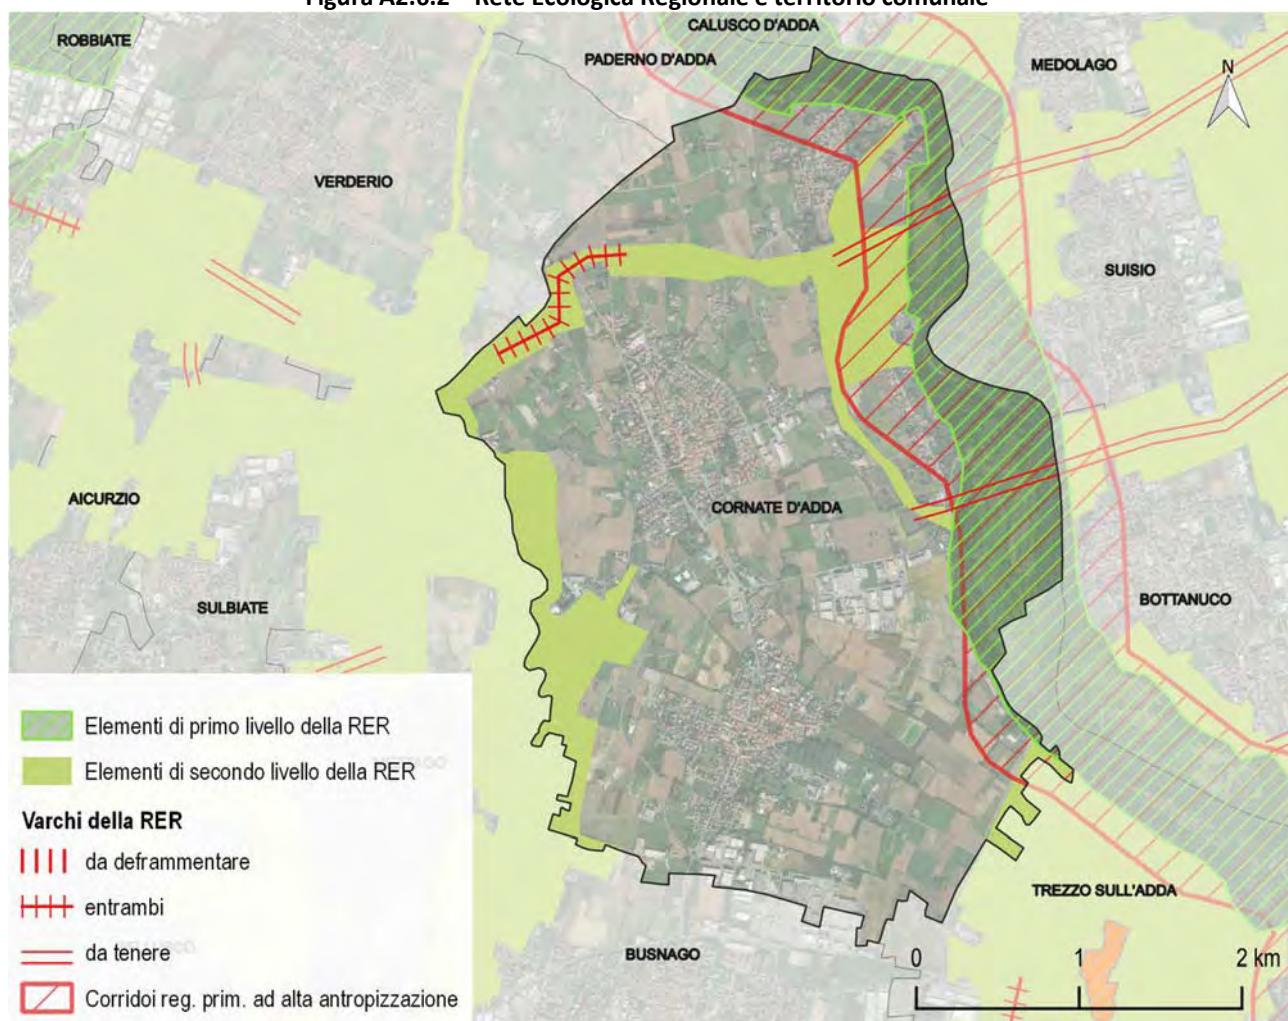 Figura A2.6.2 – Rete Ecologica Regionale e territorio comunale
CALUSCO D'ADDA
ROBBIATE
PADERNO D'ADDA
MEDOLAGO
N
VERDERIO
SUISIO
AICURZIO
CORNATE D'ADDA
SULBIATE
BOTTANUCO
TREZZO SULL'ADDA
BUSNAGO
Elementi di primo livello della RER
Elementi di secondo livello della RER
Varchi della RER
da deframmentare
entrambi
da tenere
Corridoi reg. prim. ad alta antropizzazione
0 1 2 km